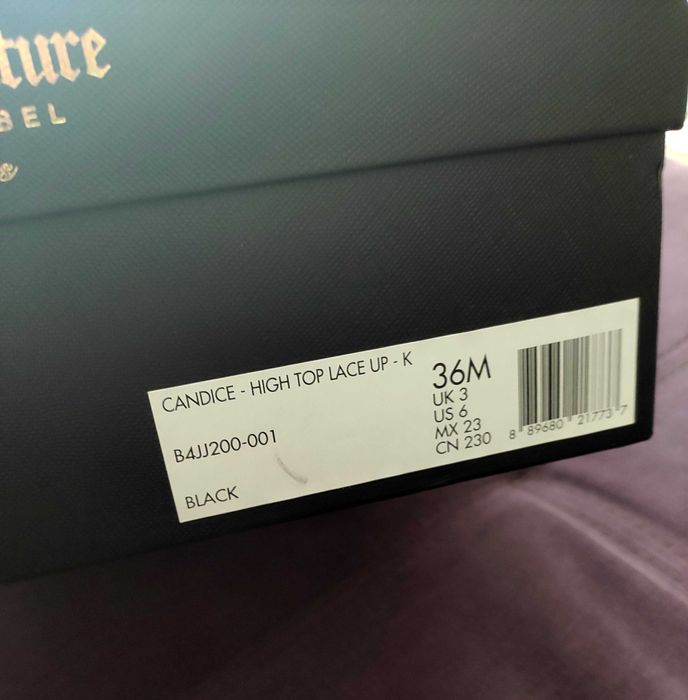 ture
BEL
&
CANDICE - HIGH TOP LACE UP - K
B4JJ200-001
BLACK
36M
UK 3
US 6
MX 23
CN 230
8 89680 21773 7